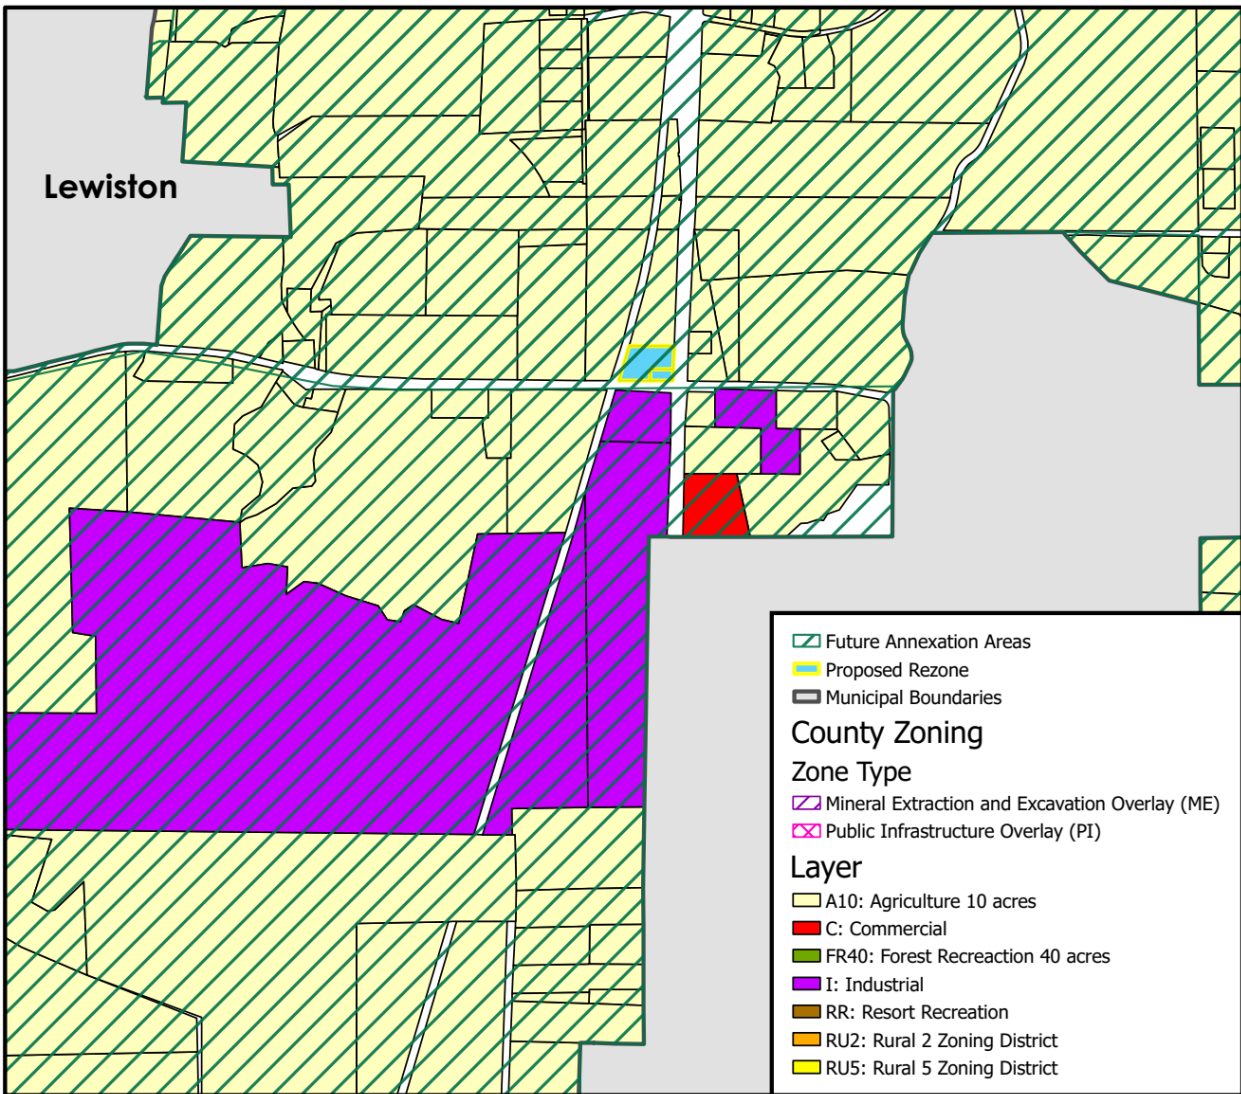 Lewiston
Future Annexation Areas
Proposed Rezone
Municipal Boundaries
County Zoning
Zone Type
Mineral Extraction and Excavation Overlay (ME)
Public Infrastructure Overlay (PI)
Layer
A10: Agriculture 10 acres
C: Commercial
FR40: Forest Recreaction 40 acres
I: Industrial
RR: Resort Recreation
RU2: Rural 2 Zoning District
RU5: Rural 5 Zoning District